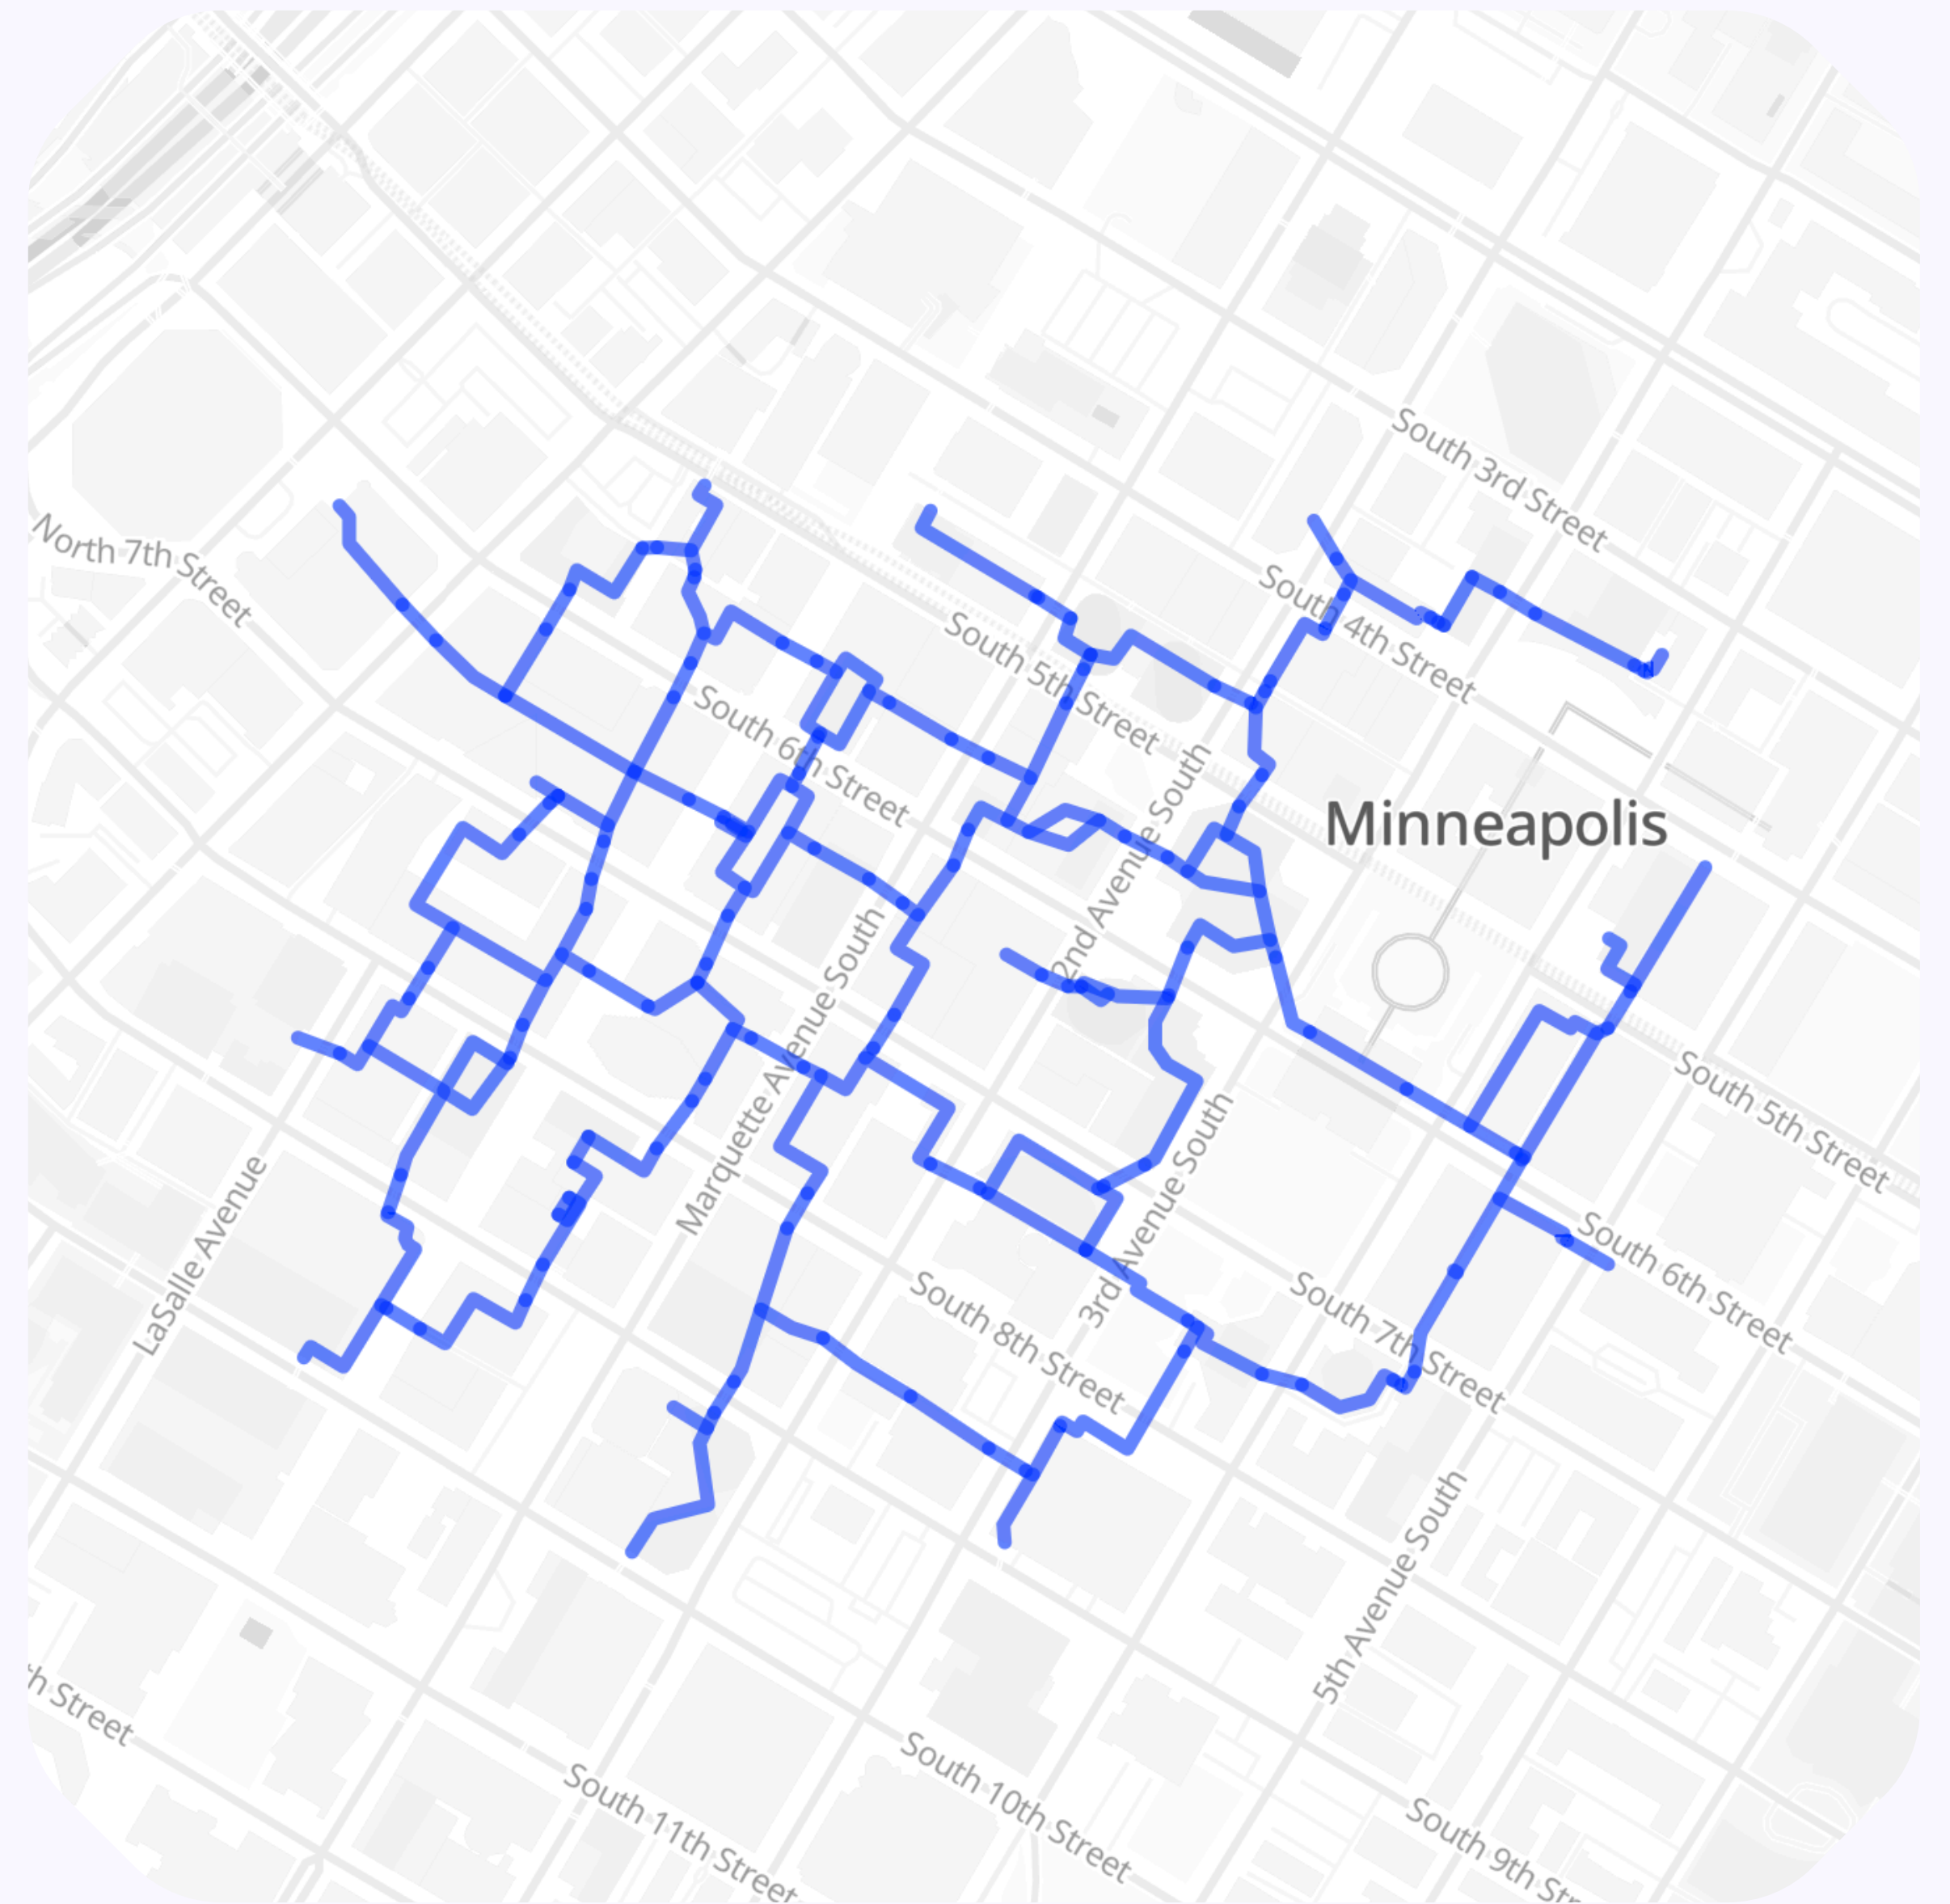 South 3rd Street
North 7th Street
South 4th Street
South 5th Street
South 6th Street
2nd Avenue South
Minneapolis
Marquette Avenue South
South 5th Street
3rd Avenue South
LaSalle Avenue
South 6th Street
South 7th Street
South 8th Street
5th Avenue South
th Street
South 10th Street
South 11th Street
South 9th Str